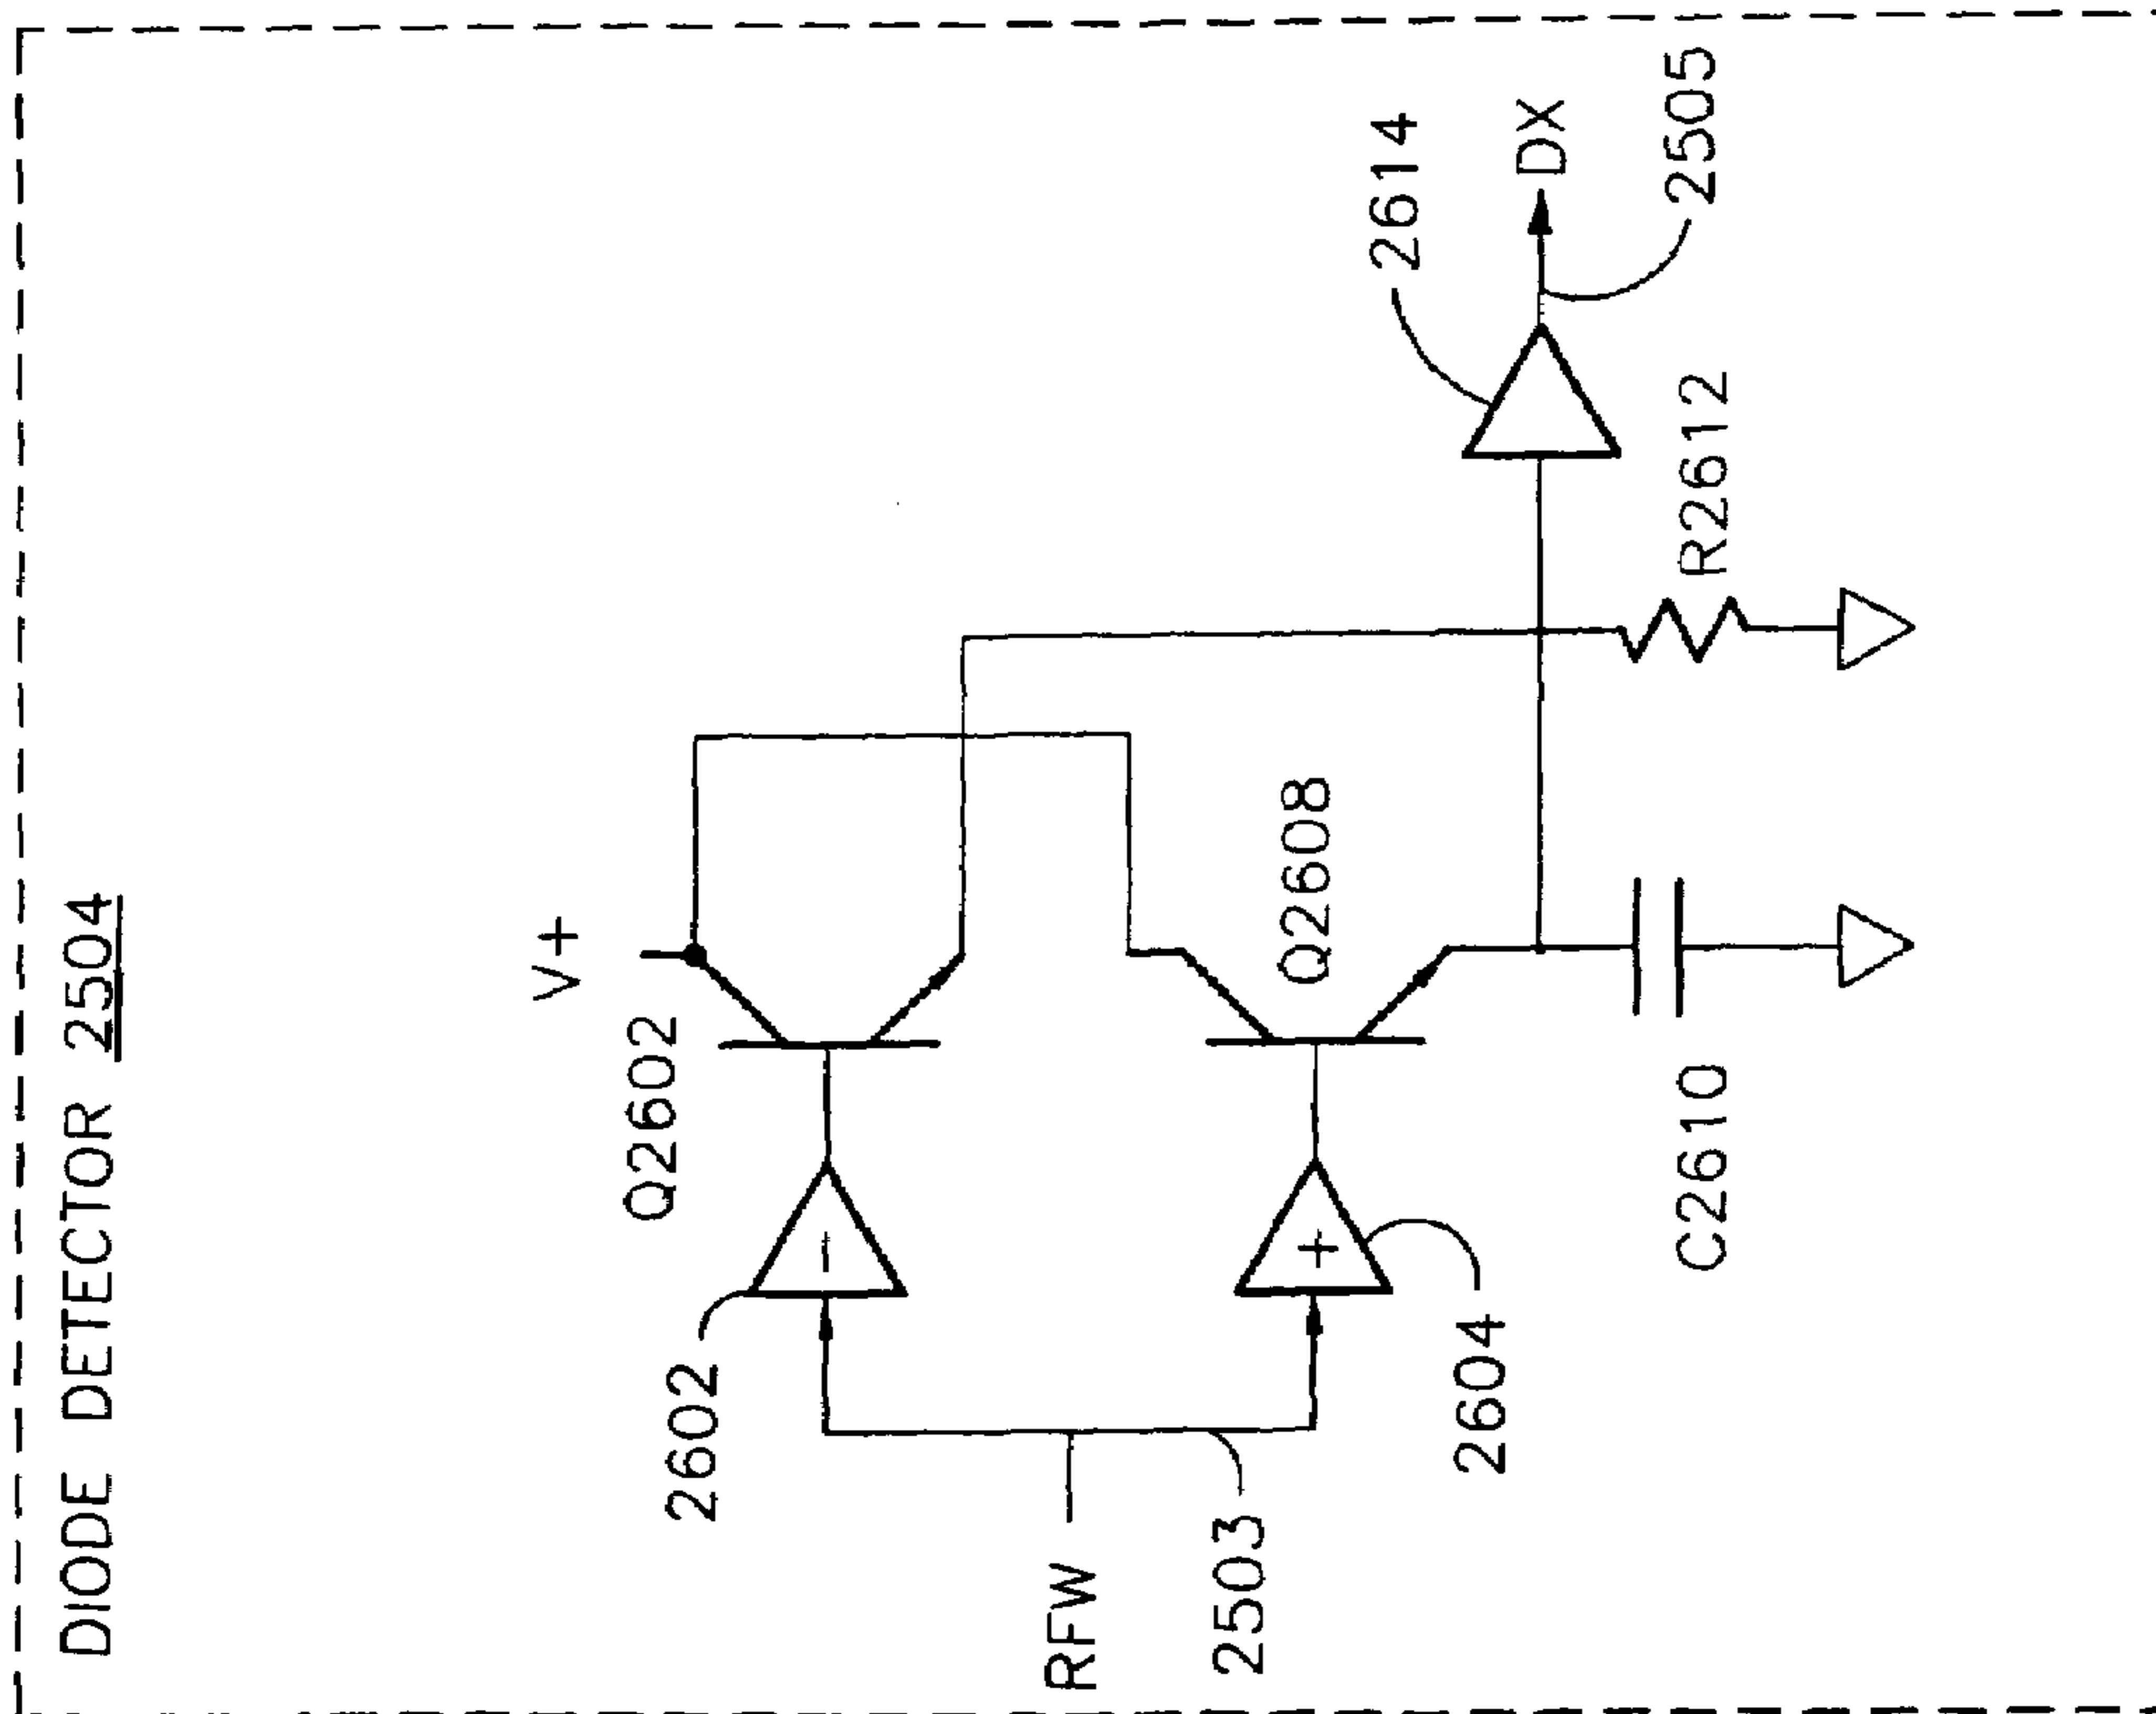 DIODE DETECTOR 2504
V+
Q2602
2602
RFW
2503
2604
Q2608
C2610
R2612
2614
DX
2505
+
−